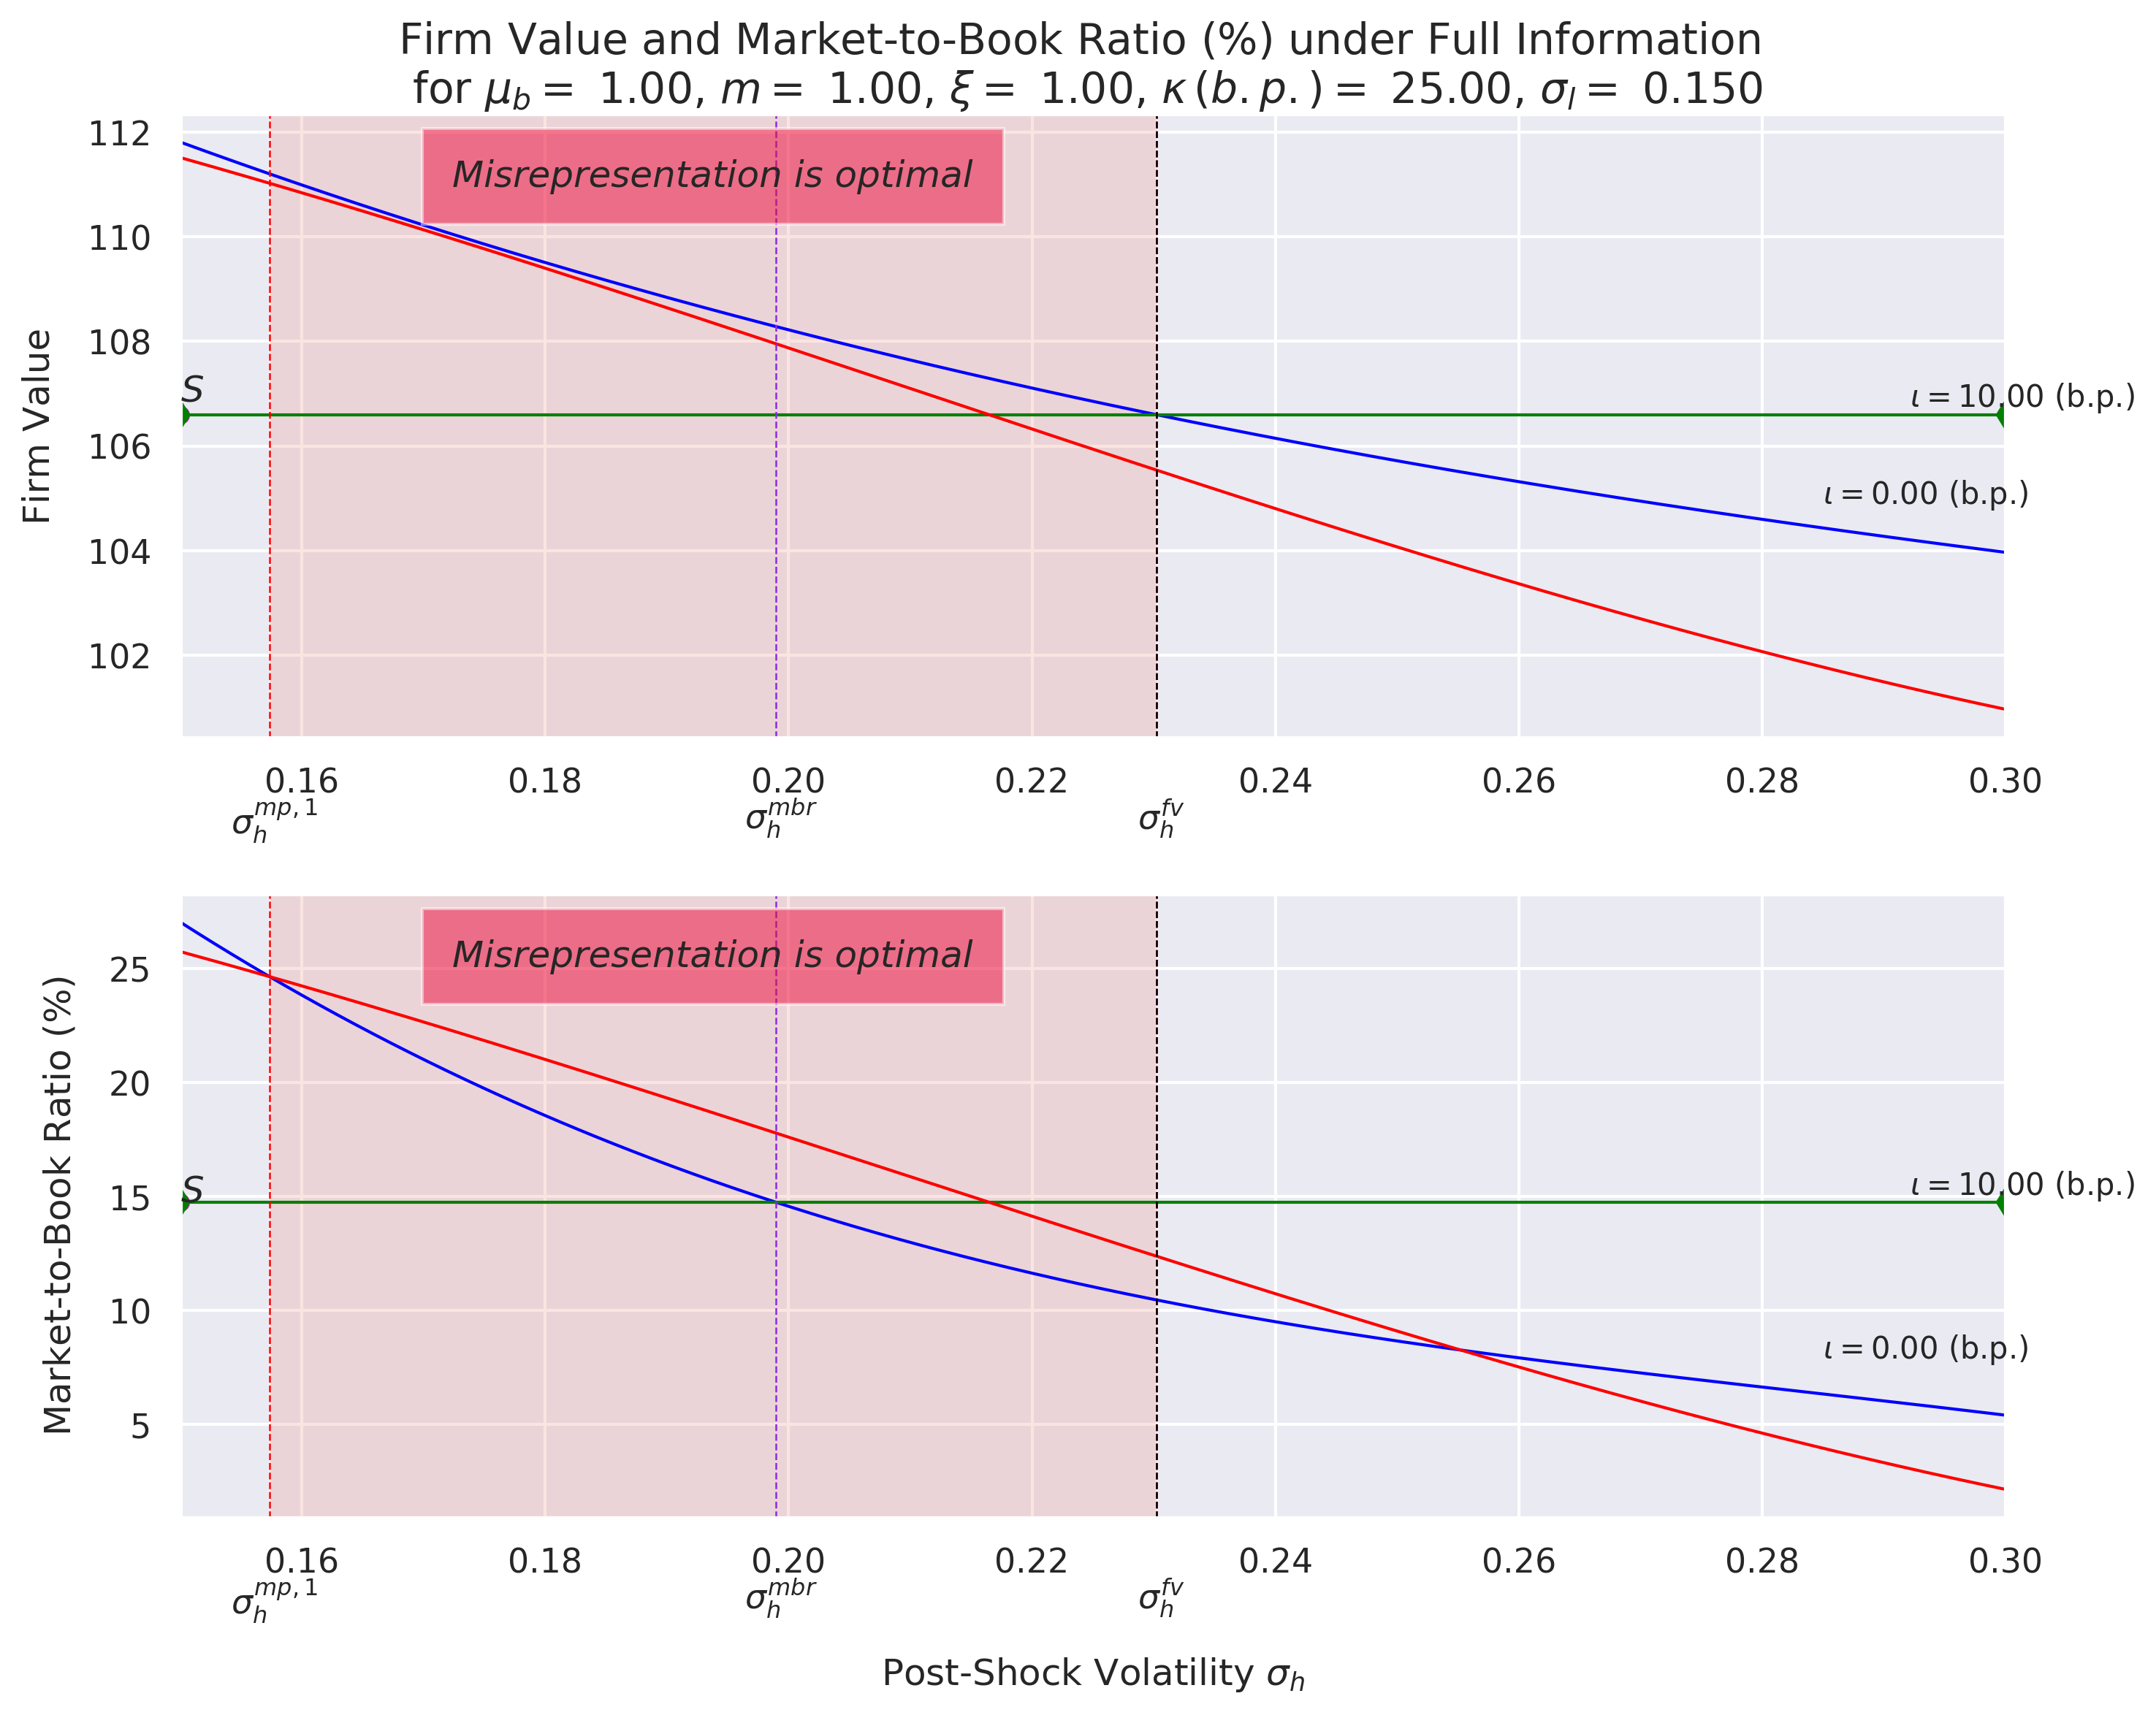 Firm Value and Market-to-Book Ratio (%) under Full Information
for μ_b = 1.00, m = 1.00, ξ = 1.00, κ(b.p.) = 25.00, σ_l = 0.150
112
110
108
106
104
102
Firm Value
Misrepresentation is optimal
S
ι = 10.00 (b.p.)
ι = 0.00 (b.p.)
0.16 0.18 0.20 0.22 0.24 0.26 0.28 0.30
σ_h^{mp,1} σ_h^{mbr} σ_h^{fv}
25
20
15
10
5
Market-to-Book Ratio (%)
Misrepresentation is optimal
S
ι = 10.00 (b.p.)
ι = 0.00 (b.p.)
0.16 0.18 0.20 0.22 0.24 0.26 0.28 0.30
σ_h^{mp,1} σ_h^{mbr} σ_h^{fv}
Post-Shock Volatility σ_h